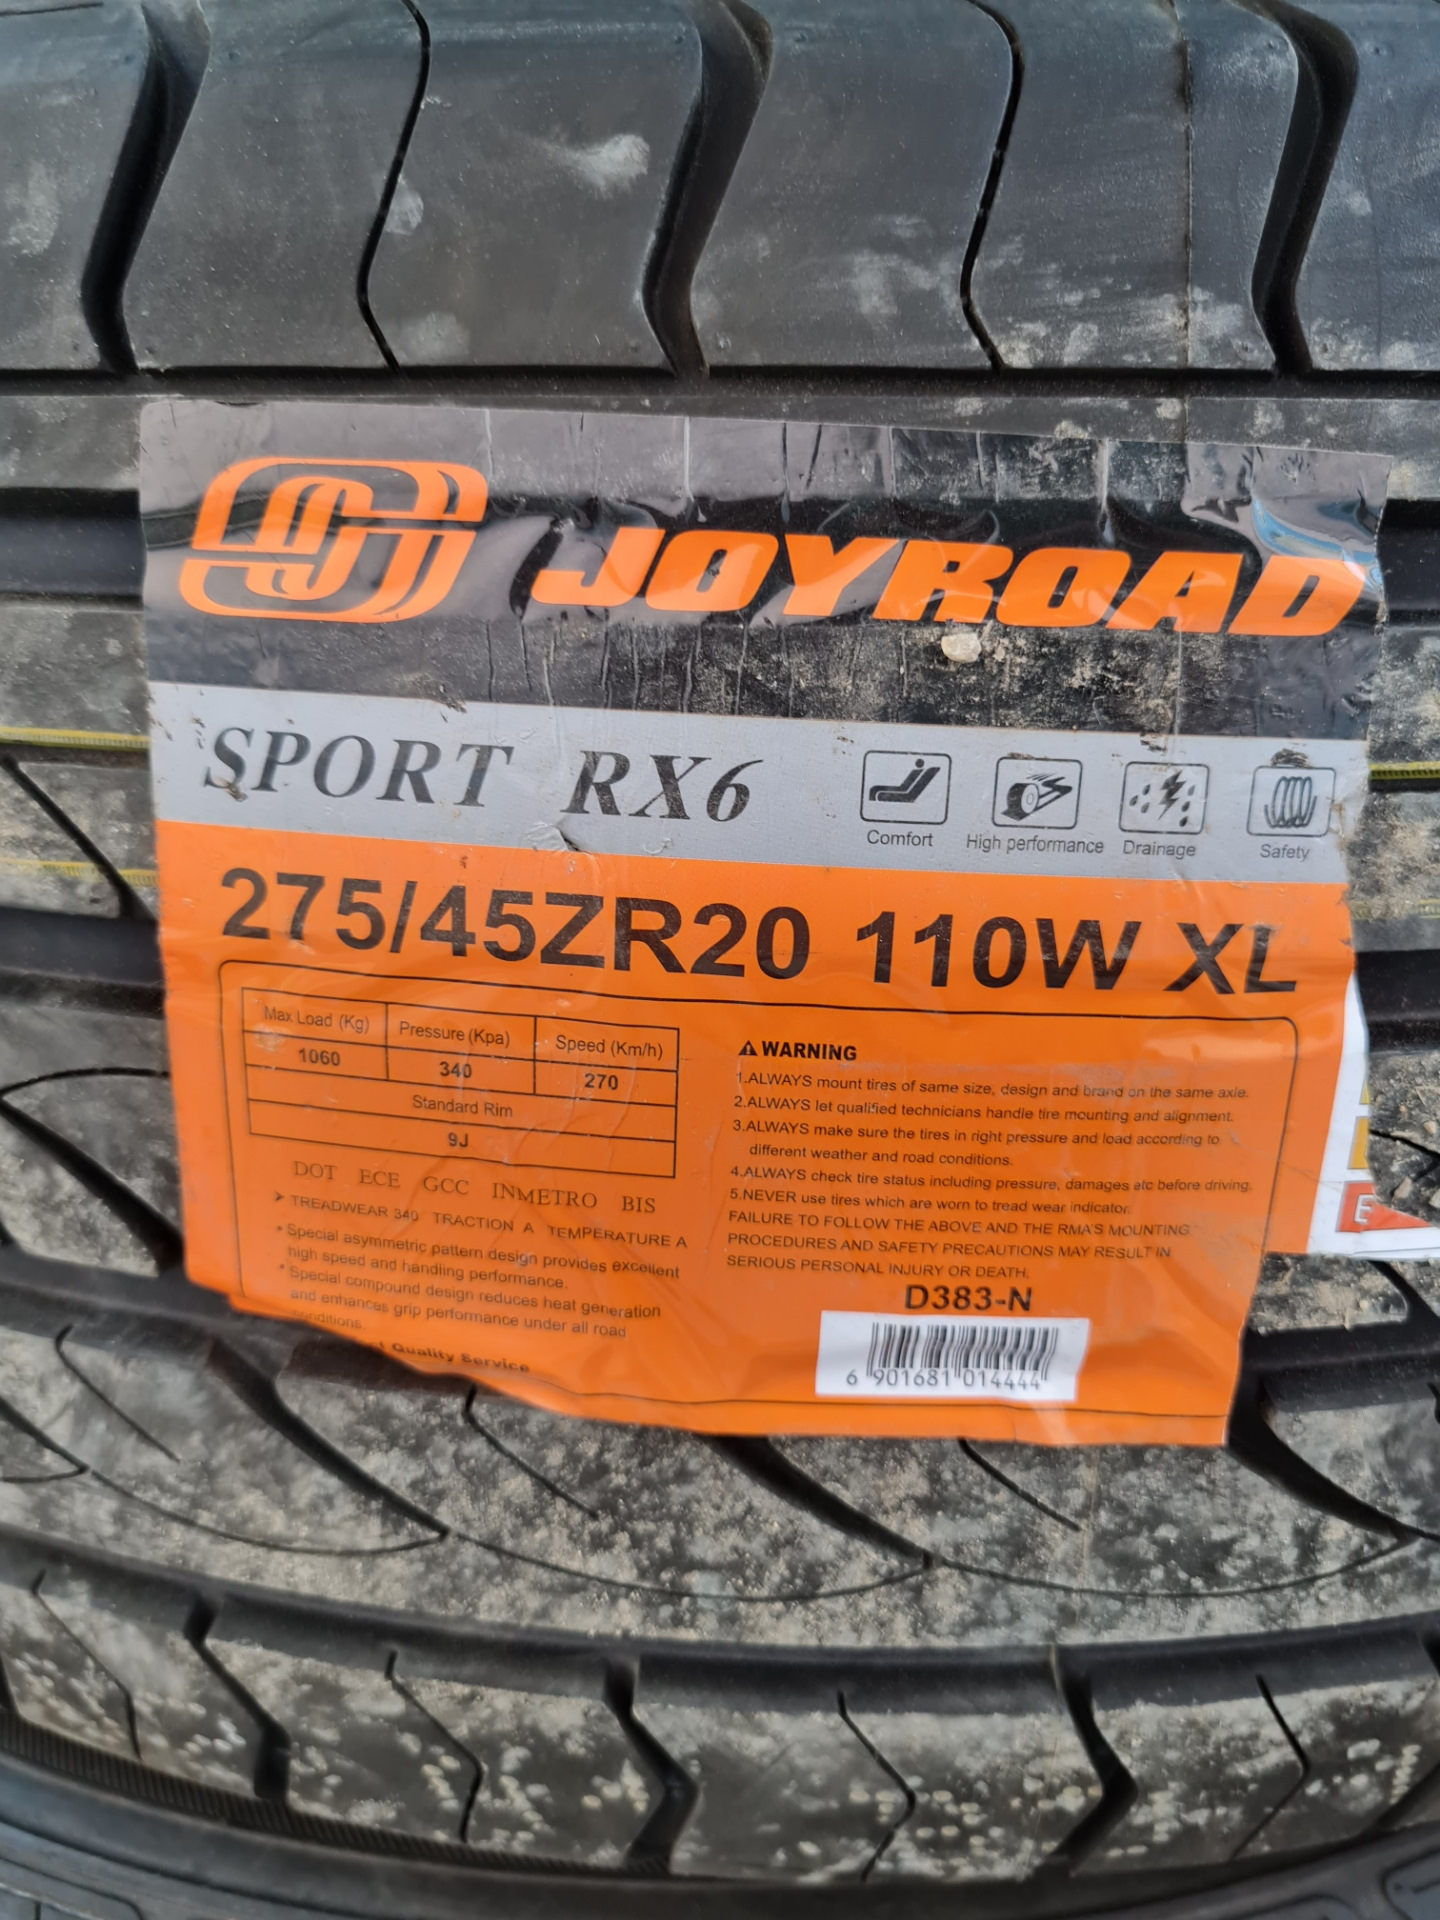 JOYROAD
SPORT RX6
Comfort High performance Drainage Safety
275/45ZR20 110W XL
Max Load (Kg) Pressure (Kpa) Speed (Km/h)
1060 340 270
Standard Rim
9J
DOT ECE GCC INMETRO BIS
➤ TREADWEAR 340 TRACTION A TEMPERATURE A
• Special asymmetric pattern design provides excellent
high speed and handling performance.
• Special compound design reduces heat generation
and enhances grip performance under all road
conditions.
Quality Service
⚠ WARNING
1.ALWAYS mount tires of same size, design and brand on the same axle.
2.ALWAYS let qualified technicians handle tire mounting and alignment.
3.ALWAYS make sure the tires in right pressure and load according to
different weather and road conditions.
4.ALWAYS check tire status including pressure, damages etc before driving.
5.NEVER use tires which are worn to tread wear indicator.
FAILURE TO FOLLOW THE ABOVE AND THE RMA'S MOUNTING
PROCEDURES AND SAFETY PRECAUTIONS MAY RESULT IN
SERIOUS PERSONAL INJURY OR DEATH.
D383-N
6 901681 014444
E